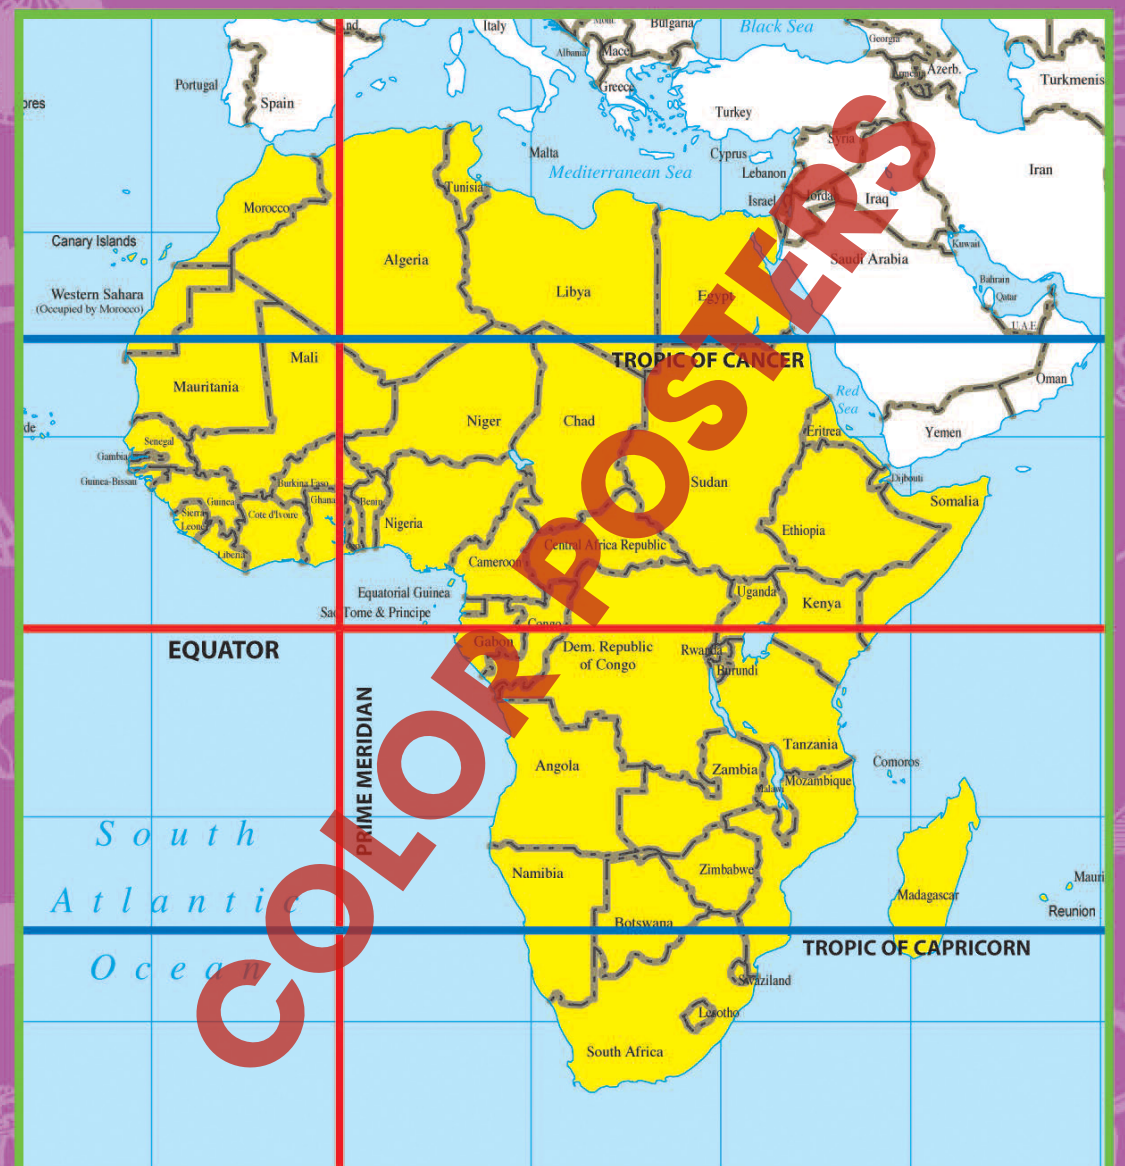 Italy
nd.
Mont.
Bulgaria
Black Sea
Georgia
Albania
Mace
Azerb.
Armenia
Turkmenis
Portugal
Greece
ores
Spain
Turkey
Syria
Malta
Cyprus
Mediterranean Sea
Lebanon
Iran
Tunisia
Jordan
Iraq
Israel
Morocco
Canary Islands
Kuwait
Algeria
Saudi Arabia
Bahrain
Western Sahara
(Occupied by Morocco)
Libya
Egypt
Qatar
U.A.E.
Mali
TROPIC OF CANCER
Mauritania
Oman
Red
Sea
Niger
Chad
de
Eritrea
Yemen
Senegal
Gambia
Guinea-Bissau
Burkina Faso
Sudan
Djibouti
Guinea
Ghana
Benin
Somalia
Sierra
Leone
Cote d'Ivoire
Nigeria
Ethiopia
Liberia
Central Africa Republic
Cameroon
Equatorial Guinea
Uganda
Kenya
Sao Tome & Principe
Congo
EQUATOR
Gabon
Dem. Republic
of Congo
Rwanda
Burundi
PRIME MERIDIAN
Tanzania
Angola
Zambia
Comoros
Mozambique
Malawi
South
Atlantic
Ocean
Namibia
Zimbabwe
Mauri
Madagascar
Reunion
Botswana
TROPIC OF CAPRICORN
Swaziland
Lesotho
South Africa
COLOR POSTERS